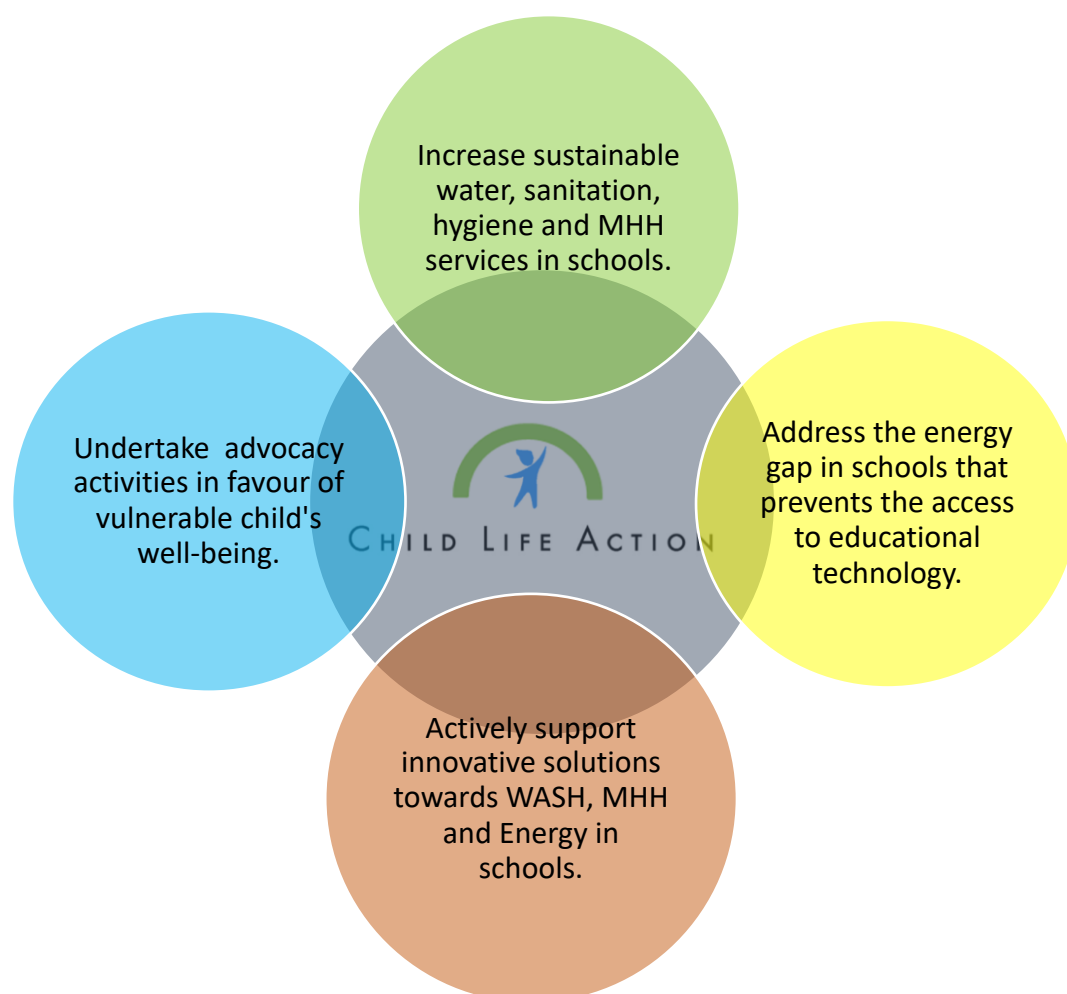 Increase sustainable
water, sanitation,
hygiene and MHH
services in schools.
Undertake  advocacy
activities in favour of
vulnerable child's
well-being.
CHILD LIFE ACTION
Address the energy
gap in schools that
prevents the access
to educational
technology.
Actively support
innovative solutions
towards WASH, MHH
and Energy in
schools.